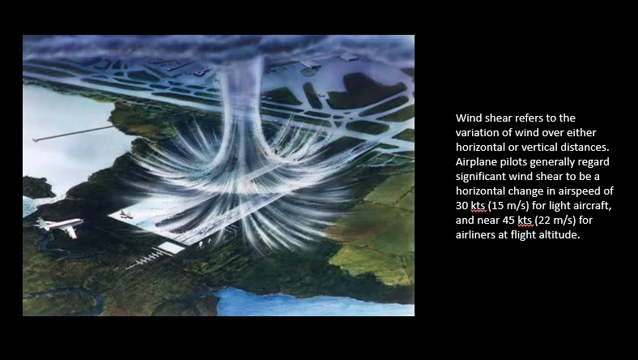 Wind shear refers to the
variation of wind over either
horizontal or vertical distances.
Airplane pilots generally regard
significant wind shear to be a
horizontal change in airspeed of
30 kts (15 m/s) for light aircraft,
and near 45 kts (22 m/s) for
airliners at flight altitude.